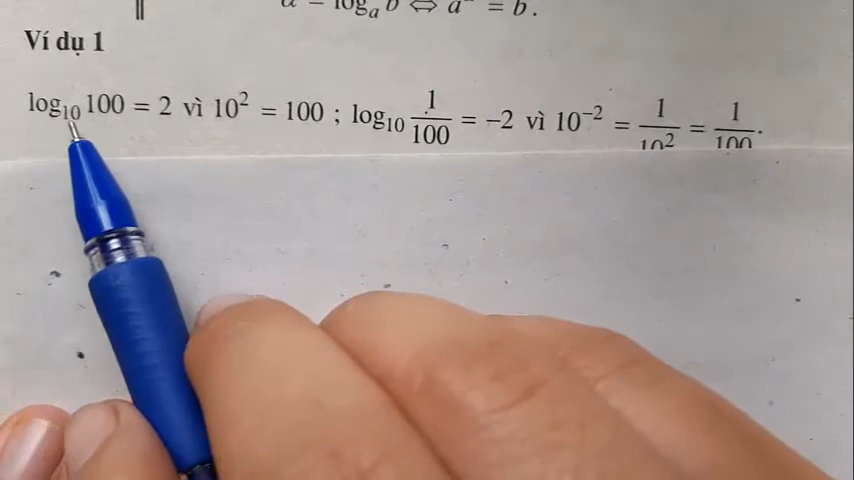 α = logₐ b ⇔ a^α = b.
Ví dụ 1
log₁₀ 100 = 2 vì 10² = 100 ; log₁₀ 1/100 = −2 vì 10⁻² = 1/10² = 1/100.